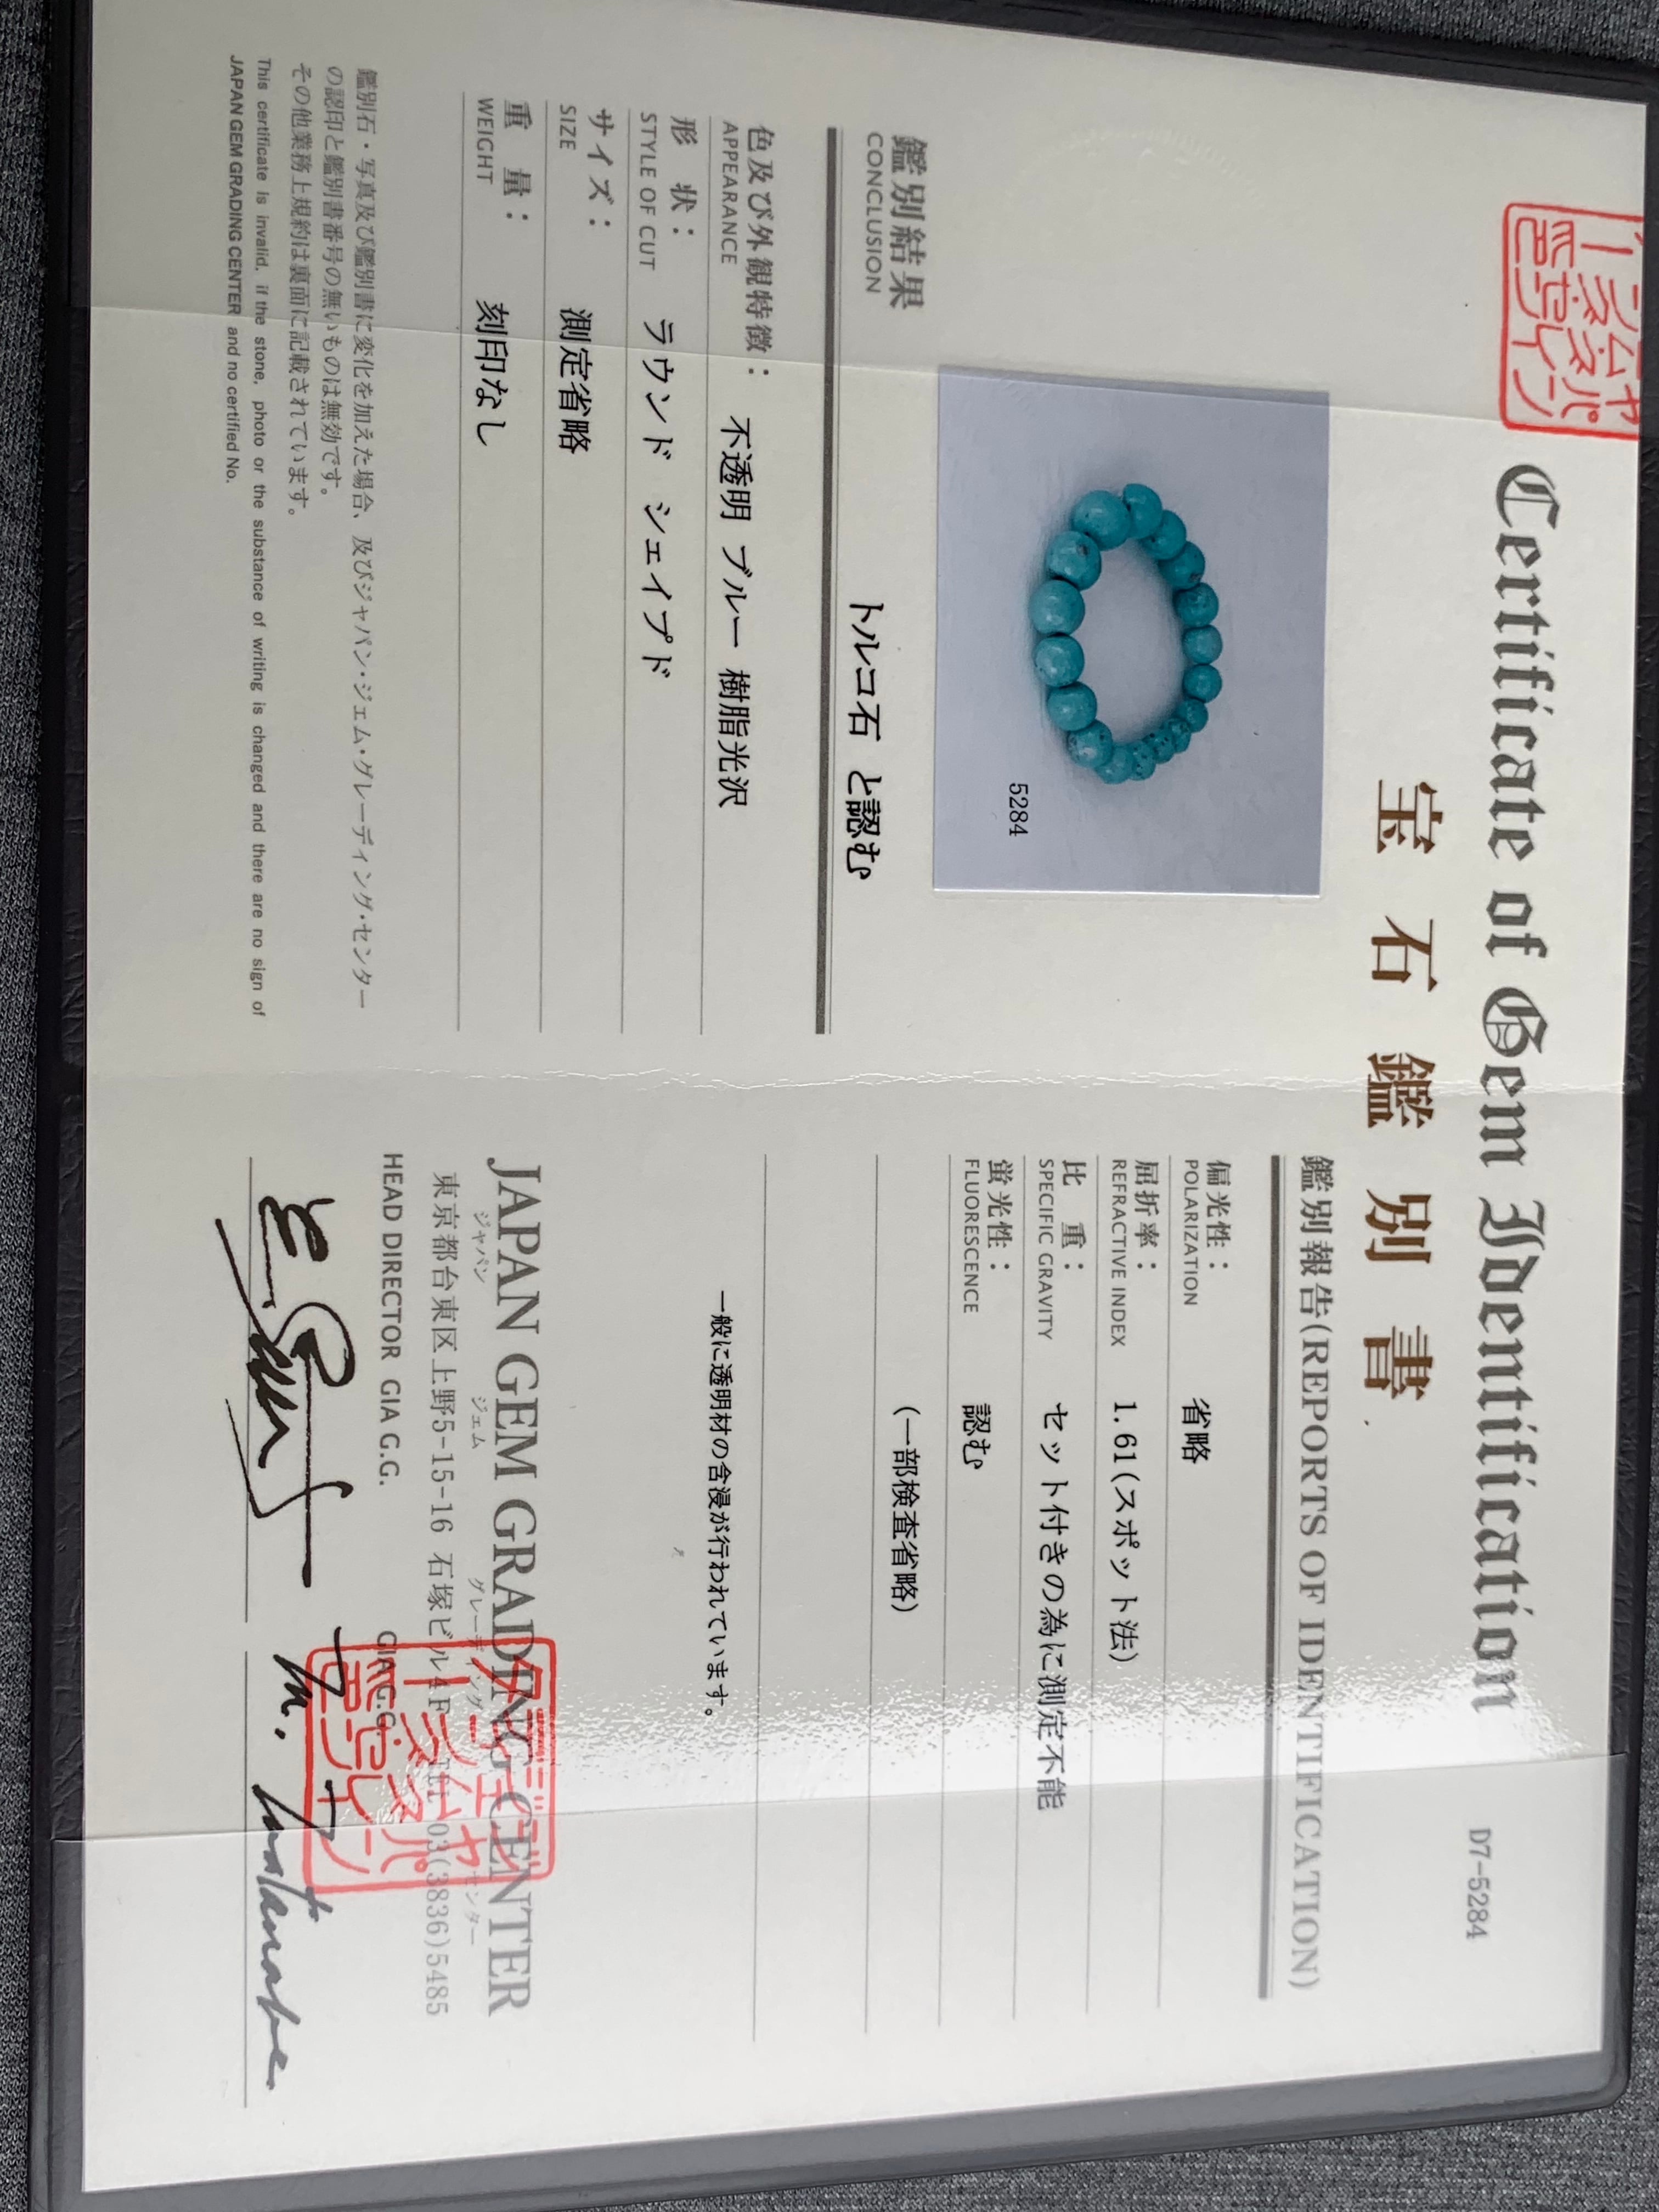 Certificate of Gem Identification
D7-5284
宝石鑑別書
5284
鑑別結果
CONCLUSION
トルコ石 と認む
色及び外観特徴： 不透明 ブルー 樹脂光沢
APPEARANCE
形 状： ラウンド シェイプド
STYLE OF CUT
サイズ： 測定省略
SIZE
重 量： 刻印なし
WEIGHT
鑑別石・写真及び鑑別書に変化を加えた場合、及びジャパン・ジェム・グレーディング・センター
の認印と鑑別書番号の無いものは無効です。
その他業務上規約は裏面に記載されています。
This certificate is invalid, if the stone, photo or the substance of writing is changed and there are no sign of
JAPAN GEM GRADING CENTER and no certified No.
鑑別報告(REPORTS OF IDENTIFICATION)
偏光性： 省略
POLARIZATION
屈折率： 1.61(スポット法)
REFRACTIVE INDEX
比 重： セット付きの為に測定不能
SPECIFIC GRAVITY
蛍光性： 認む
FLUORESCENCE
(一部検査省略)
一般に透明材の含浸が行われています。
JAPAN GEM GRADING CENTER
ジャパン ジェム グレーディング センター
東京都台東区上野5-15-16 石塚ビル4F TEL 03(3836)5485
HEAD DIRECTOR GIA G.G. GIA G.G.